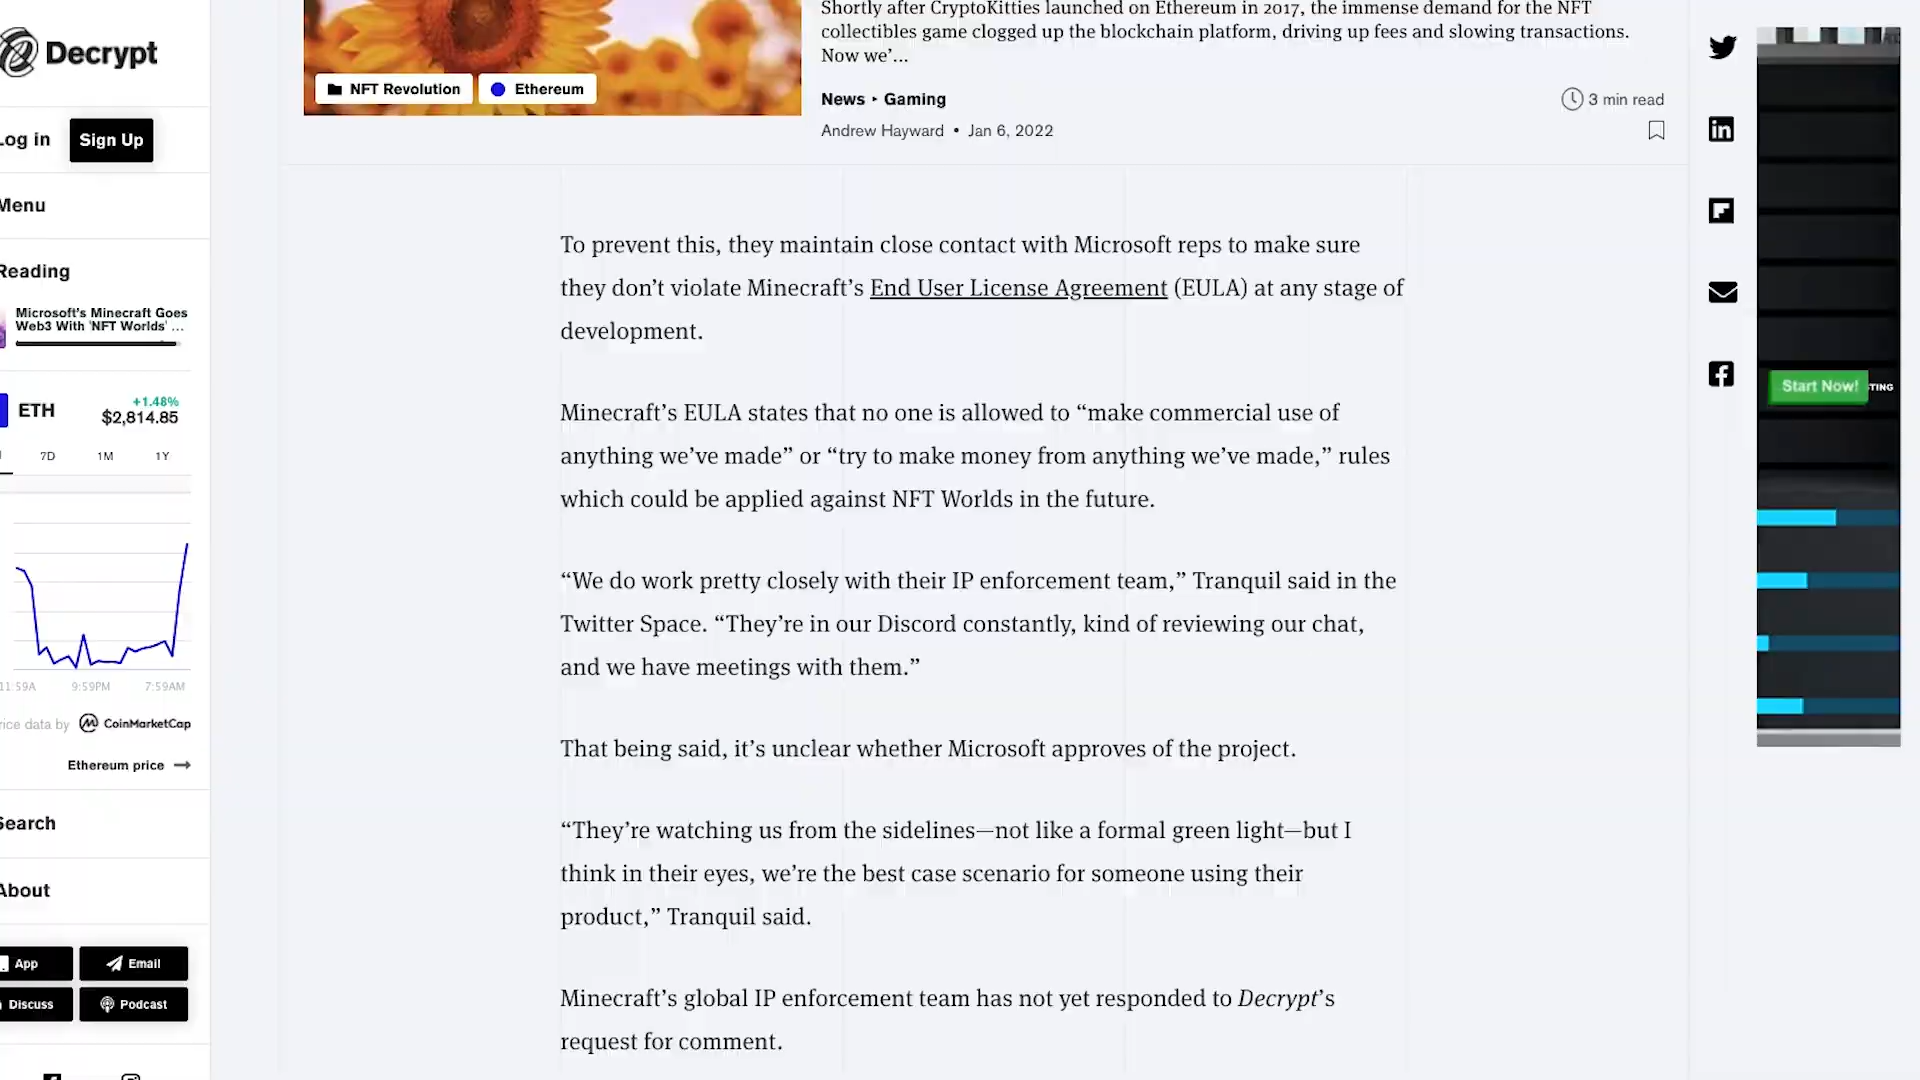 Decrypt
Log in
Sign Up
Menu
Reading
Microsoft's Minecraft Goes
Web3 With 'NFT Worlds' ...
ETH
+1.48%
$2,814.85
7D 1M 1Y
11:59A 9:59PM 7:59AM
rice data by CoinMarketCap
Ethereum price →
Search
About
App
Email
Discuss
Podcast
NFT Revolution
Ethereum
Shortly after CryptoKitties launched on Ethereum in 2017, the immense demand for the NFT
collectibles game clogged up the blockchain platform, driving up fees and slowing transactions.
Now we’...
News ‣ Gaming
3 min read
Andrew Hayward • Jan 6, 2022
To prevent this, they maintain close contact with Microsoft reps to make sure
they don’t violate Minecraft’s End User License Agreement (EULA) at any stage of
development.
Minecraft’s EULA states that no one is allowed to “make commercial use of
anything we’ve made” or “try to make money from anything we’ve made,” rules
which could be applied against NFT Worlds in the future.
“We do work pretty closely with their IP enforcement team,” Tranquil said in the
Twitter Space. “They’re in our Discord constantly, kind of reviewing our chat,
and we have meetings with them.”
That being said, it’s unclear whether Microsoft approves of the project.
“They’re watching us from the sidelines—not like a formal green light—but I
think in their eyes, we’re the best case scenario for someone using their
product,” Tranquil said.
Minecraft’s global IP enforcement team has not yet responded to Decrypt’s
request for comment.
Start Now!
TING